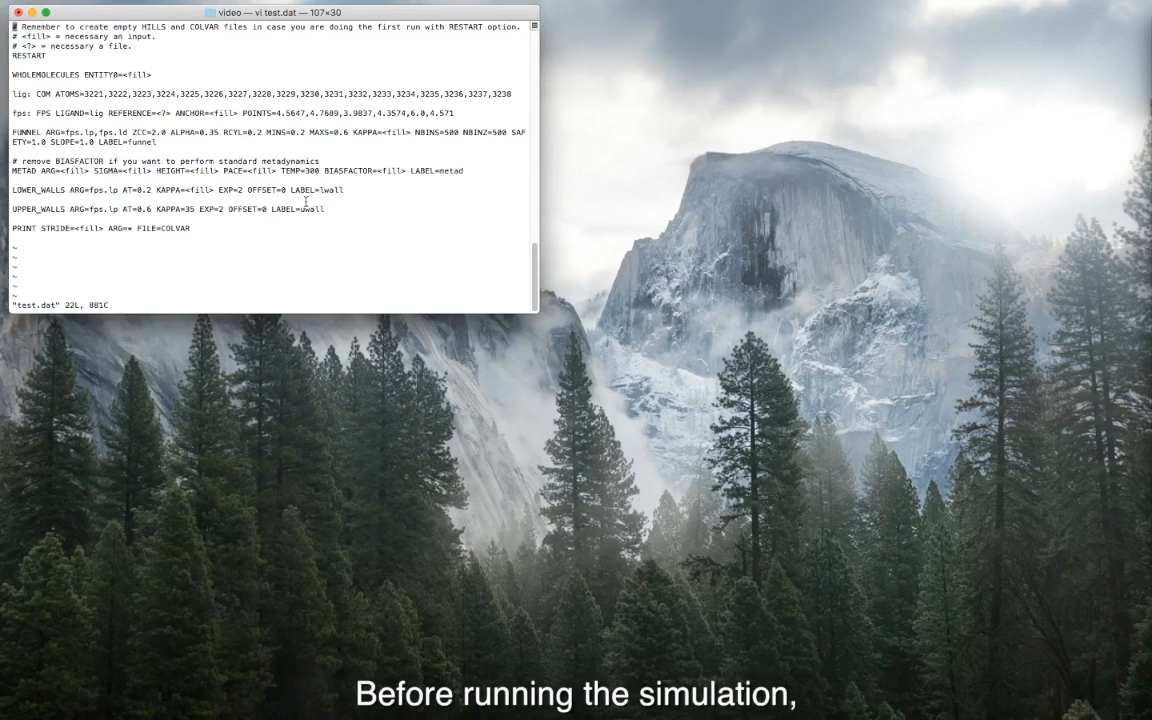 video — vi test.dat — 107×30
# Remember to create empty HILLS and COLVAR files in case you are doing the first run with RESTART option.
# <fill> = necessary an input.
# <?> = necessary a file.
RESTART
WHOLEMOLECULES ENTITY0=<fill>
lig: COM ATOMS=3221,3222,3223,3224,3225,3226,3227,3228,3229,3230,3231,3232,3233,3234,3235,3236,3237,3238
fps: FPS LIGAND=lig REFERENCE=<?> ANCHOR=<fill> POINTS=4.5647,4.7689,3.9837,4.3574,6.0,4.571
FUNNEL ARG=fps.lp,fps.ld ZCC=2.0 ALPHA=0.35 RCYL=0.2 MINS=0.2 MAXS=0.6 KAPPA=<fill> NBINS=500 NBINZ=500 SAF
ETY=1.0 SLOPE=1.0 LABEL=funnel
# remove BIASFACTOR if you want to perform standard metadynamics
METAD ARG=<fill> SIGMA=<fill> HEIGHT=<fill> PACE=<fill> TEMP=300 BIASFACTOR=<fill> LABEL=metad
LOWER_WALLS ARG=fps.lp AT=0.2 KAPPA=<fill> EXP=2 OFFSET=0 LABEL=lwall
UPPER_WALLS ARG=fps.lp AT=0.6 KAPPA=35 EXP=2 OFFSET=0 LABEL=uwall
PRINT STRIDE=<fill> ARG=* FILE=COLVAR
~
~
~
~
~
~
"test.dat" 22L, 881C
Before running the simulation,